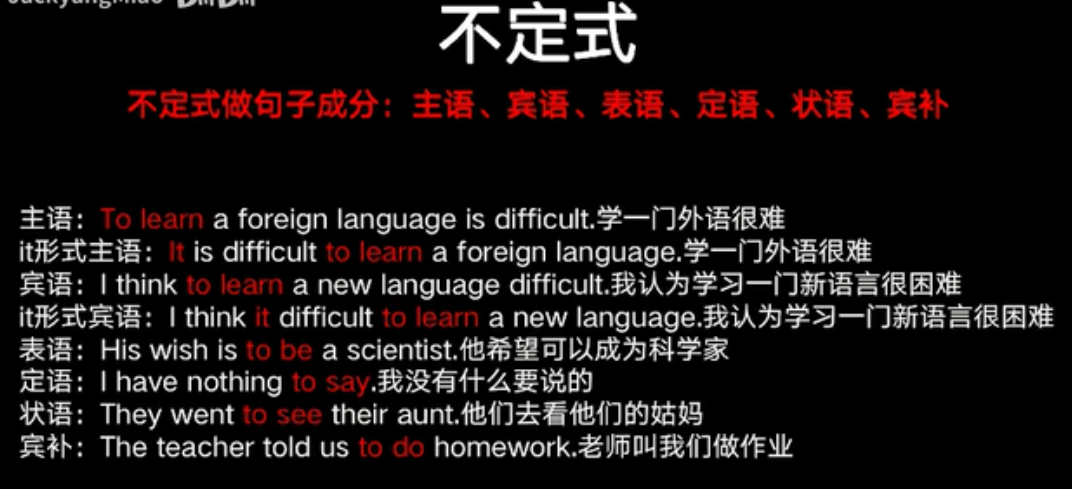 不定式
不定式做句子成分：主语、宾语、表语、定语、状语、宾补
主语：To learn a foreign language is difficult.学一门外语很难
it形式主语：It is difficult to learn a foreign language.学一门外语很难
宾语：I think to learn a new language difficult.我认为学习一门新语言很困难
it形式宾语：I think it difficult to learn a new language.我认为学习一门新语言很困难
表语：His wish is to be a scientist.他希望可以成为科学家
定语：I have nothing to say.我没有什么要说的
状语：They went to see their aunt.他们去看他们的姑妈
宾补：The teacher told us to do homework.老师叫我们做作业